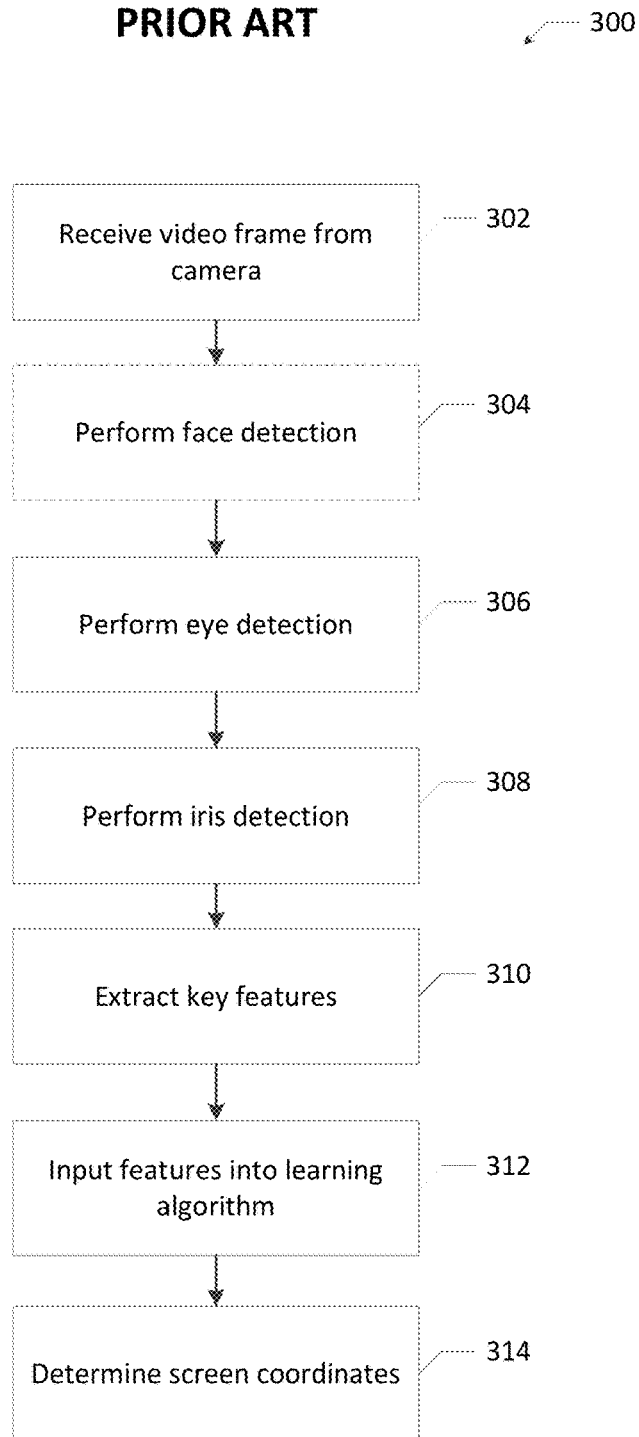 PRIOR ART
300
Receive video frame from
camera
302
Perform face detection
304
Perform eye detection
306
Perform iris detection
308
Extract key features
310
Input features into learning
algorithm
312
Determine screen coordinates
314